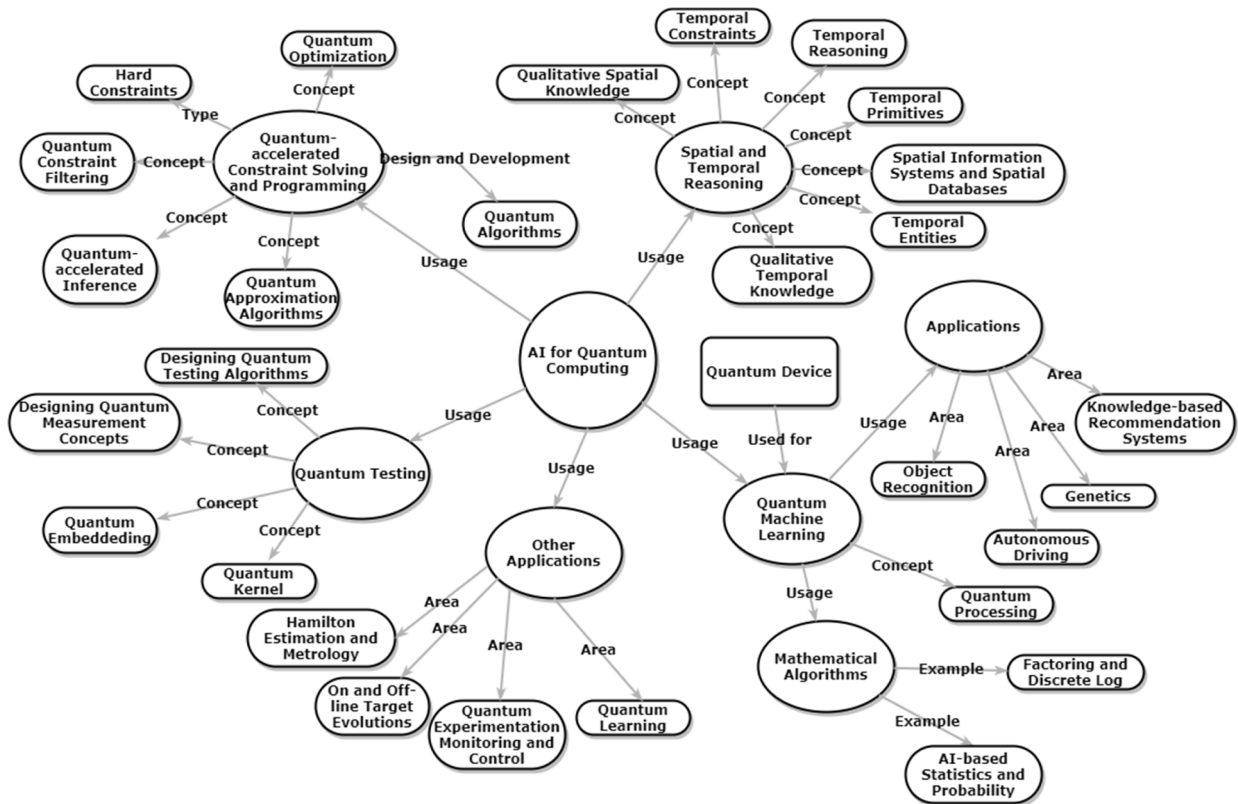 Quantum
Optimization
Hard
Constraints
Concept
Type
Quantum
Constraint
Filtering
Concept
Quantum-
accelerated
Constraint Solving
and Programming
Design and Development
Quantum
Algorithms
Concept
Quantum-
accelerated
Inference
Concept
Quantum
Approximation
Algorithms
Usage
Temporal
Constraints
Temporal
Reasoning
Qualitative Spatial
Knowledge
Concept
Concept
Concept
Temporal
Primitives
Concept
Spatial and
Temporal
Reasoning
Concept
Spatial Information
Systems and Spatial
Databases
Concept
Temporal
Entities
Concept
Qualitative
Temporal
Knowledge
Usage
AI for Quantum
Computing
Quantum Device
Used for
Usage
Applications
Usage
Area
Knowledge-based
Recommendation
Systems
Area
Object
Recognition
Area
Genetics
Area
Autonomous
Driving
Quantum
Machine
Learning
Concept
Quantum
Processing
Usage
Mathematical
Algorithms
Example
Factoring and
Discrete Log
Example
AI-based
Statistics and
Probability
Designing Quantum
Testing Algorithms
Concept
Usage
Designing Quantum
Measurement
Concepts
Concept
Quantum Testing
Concept
Quantum
Embeddeding
Concept
Quantum
Kernel
Usage
Other
Applications
Area
Hamilton
Estimation and
Metrology
Area
On and Off-
line Target
Evolutions
Area
Quantum
Experimentation
Monitoring and
Control
Area
Quantum
Learning